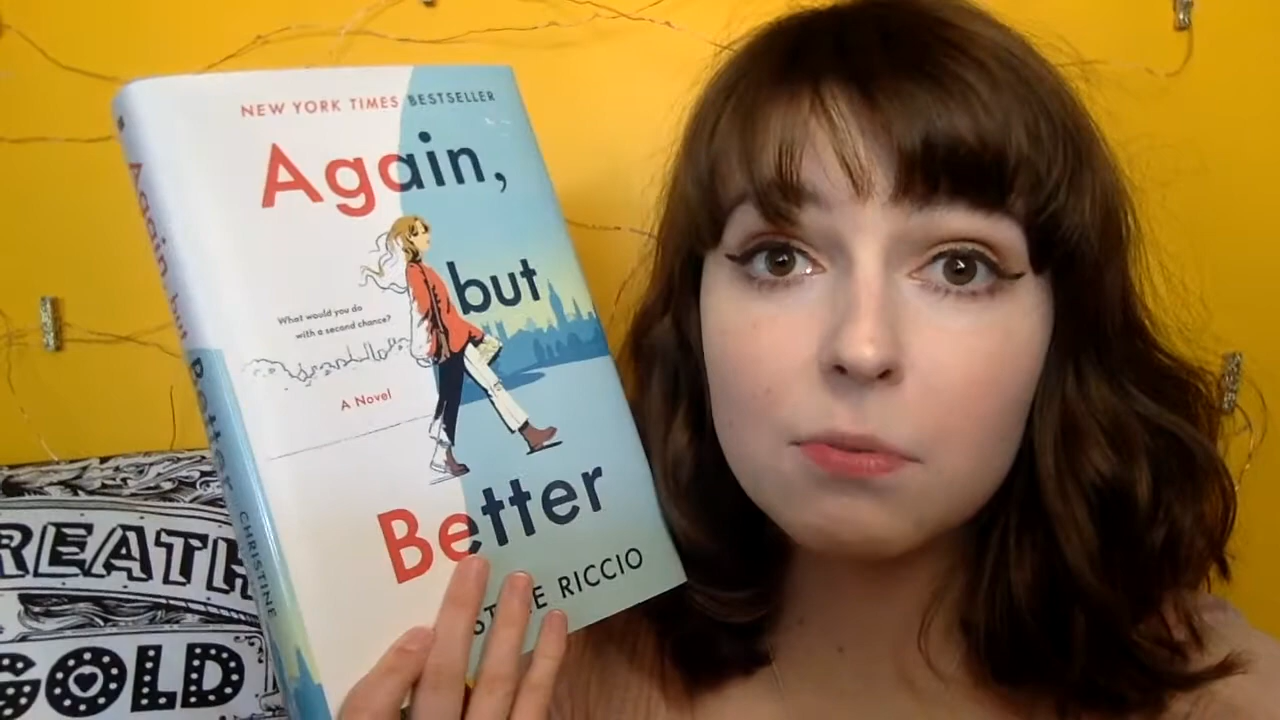 NEW YORK TIMES BESTSELLER
Again,
but
What would you do
with a second chance?
A Novel
Better
RICCIO
Again, but Better CHRISTINE
REATH
GOLD